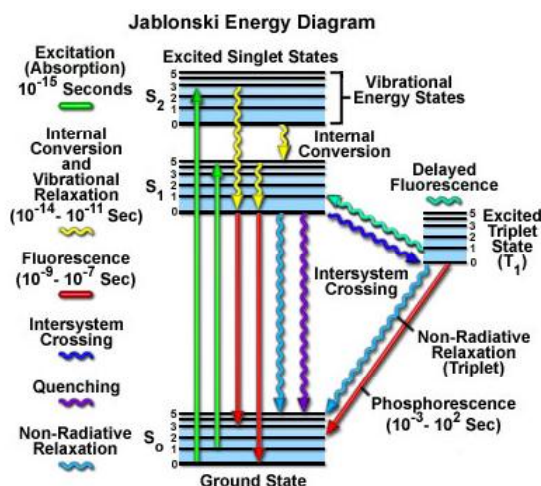 Jablonski Energy Diagram
Excitation
(Absorption)
10⁻¹⁵ Seconds
Internal
Conversion
and
Vibrational
Relaxation
(10⁻¹⁴ - 10⁻¹¹ Sec)
Fluorescence
(10⁻⁹ - 10⁻⁷ Sec)
Intersystem
Crossing
Quenching
Non-Radiative
Relaxation
Excited Singlet States
S₂
5
3
2
1
0
Vibrational
Energy States
Internal
Conversion
S₁
5
4
3
2
1
0
Delayed
Fluorescence
5
4
3
2
1
0
Excited
Triplet
State
(T₁)
Intersystem
Crossing
Non-Radiative
Relaxation
(Triplet)
Phosphorescence
(10⁻³ - 10² Sec)
S₀
5
4
3
2
1
0
Ground State